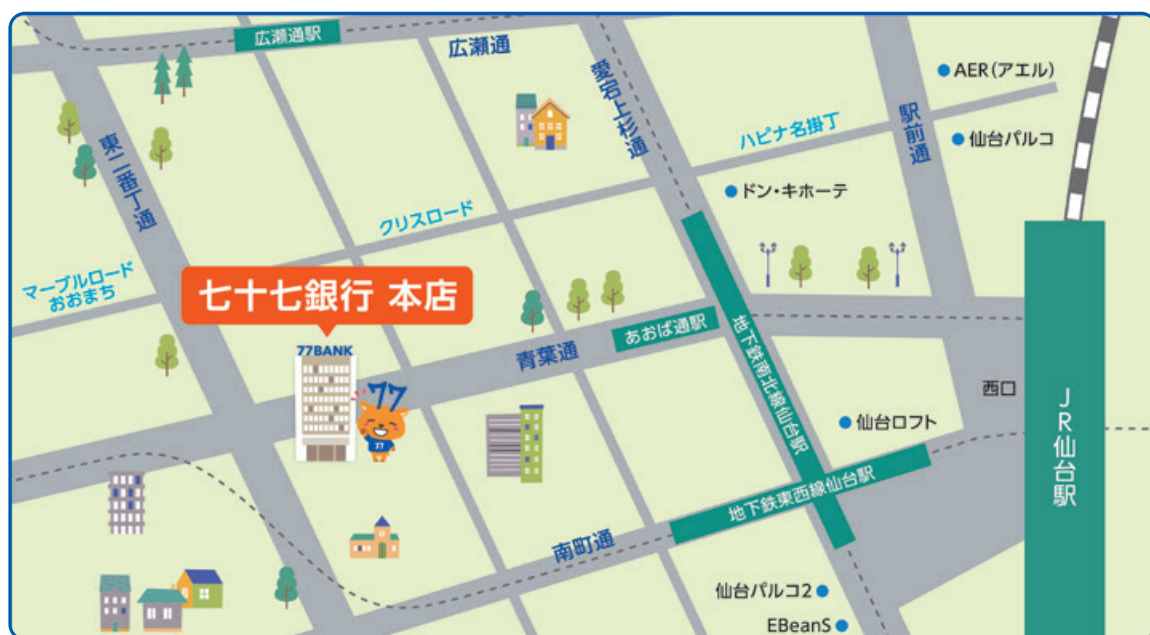 広瀬通駅
広瀬通
愛宕上杉通
AER(アエル)
駅前通
ハピナ名掛丁
仙台パルコ
東二番丁通
ドン・キホーテ
クリスロード
マーブルロード
おおまち
七十七銀行 本店
77BANK
青葉通
あおば通駅
地下鉄南北線仙台駅
77
77
西口
JR仙台駅
仙台ロフト
地下鉄東西線仙台駅
南町通
仙台パルコ2
EBeanS